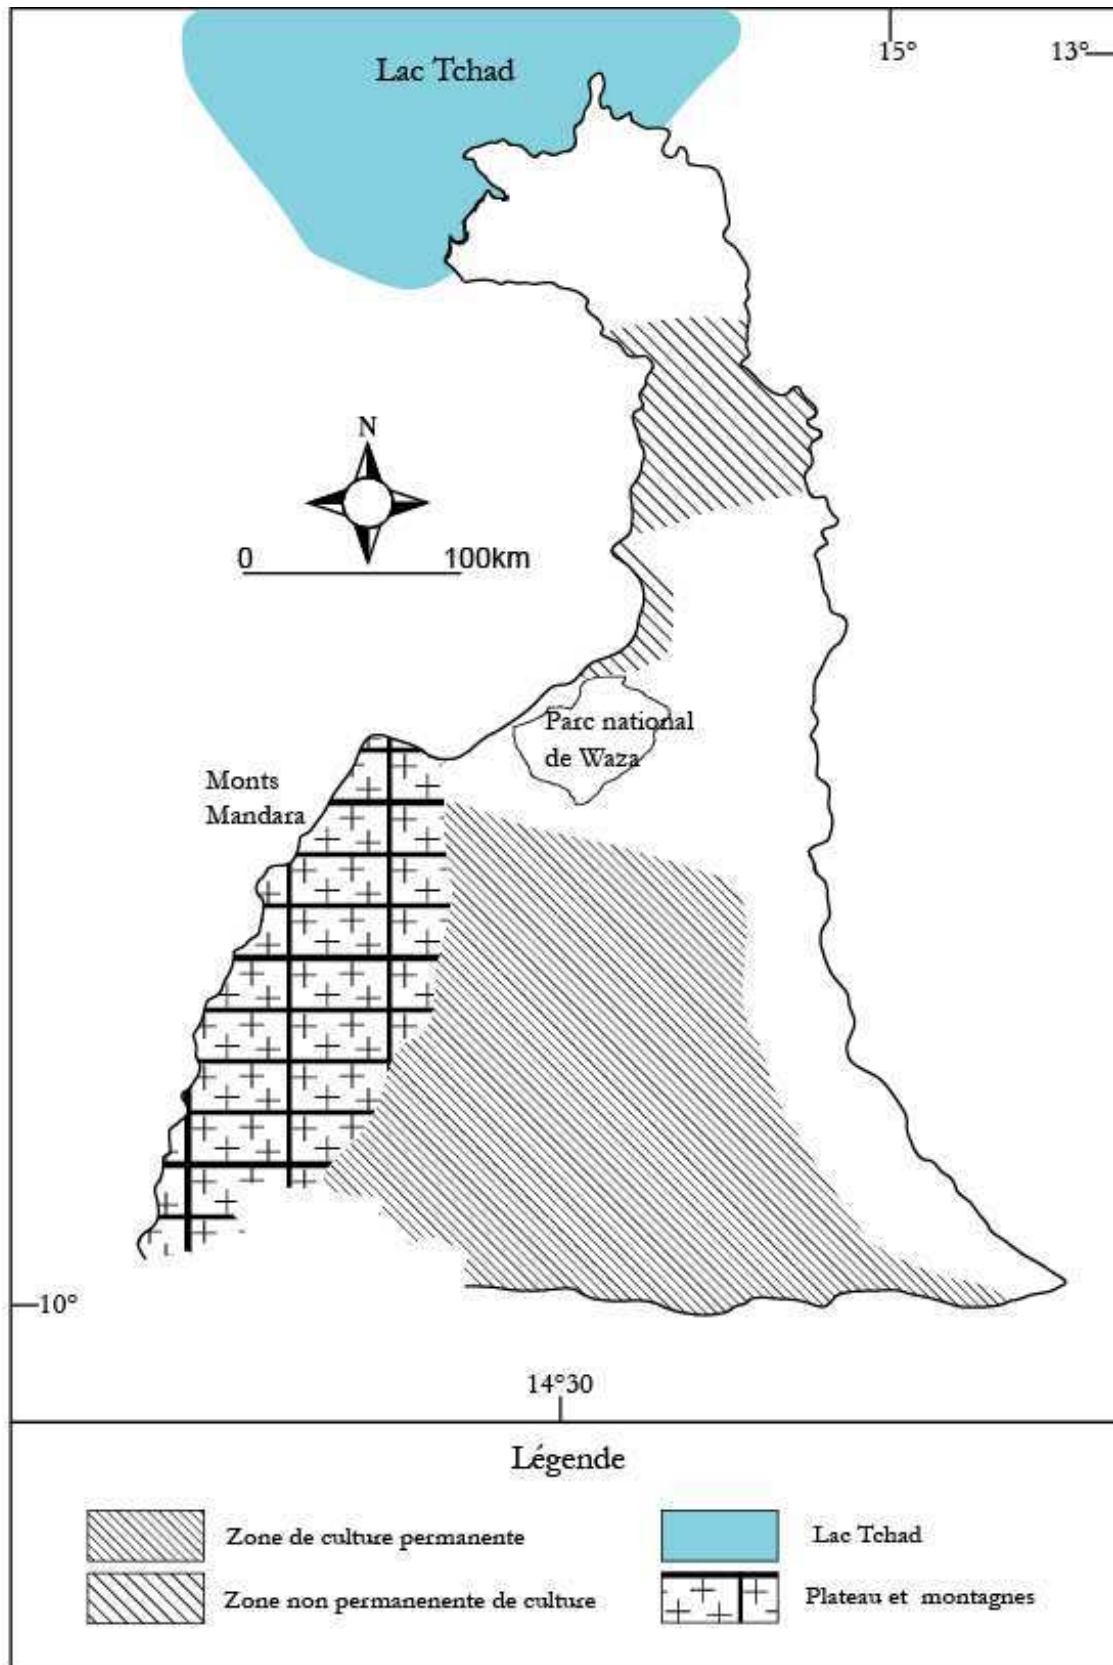 15°
13°
Lac Tchad
N
0
100km
Parc national
de Waza
Monts
Mandara
10°
14°30
Légende
Zone de culture permanente
Lac Tchad
Zone non permanenente de culture
Plateau et montagnes